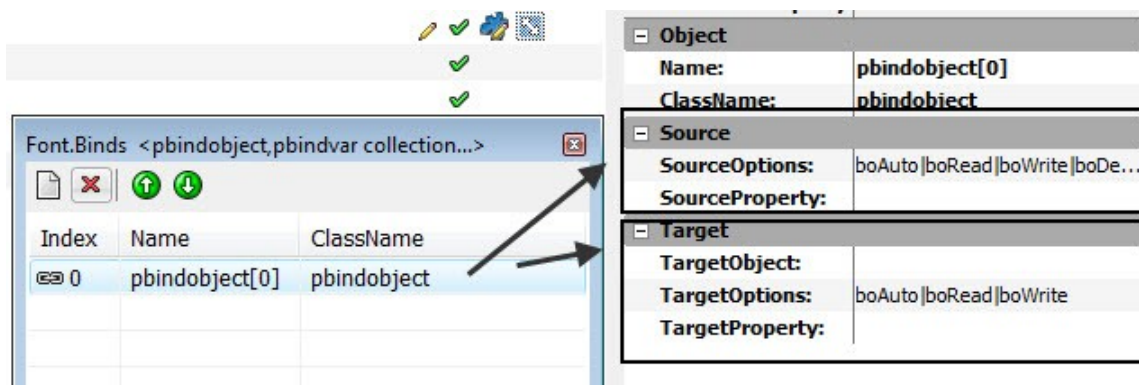 Font.Binds <pbindobject,pbindvar collection...>
Index Name ClassName
0 pbindobject[0] pbindobject
Object
Name: pbindobject[0]
ClassName: pbindobject
Source
SourceOptions: boAuto|boRead|boWrite|boDe...
SourceProperty:
Target
TargetObject:
TargetOptions: boAuto|boRead|boWrite
TargetProperty: